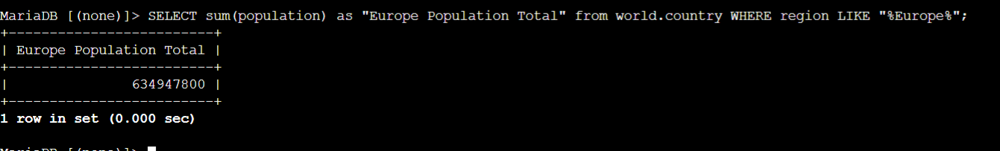 MariaDB [(none)]> SELECT sum(population) as "Europe Population Total" from world.country WHERE region LIKE "%Europe%";
+-------------------------+
| Europe Population Total |
+-------------------------+
|               634947800 |
+-------------------------+
1 row in set (0.000 sec)
MariaDB [(none)]>